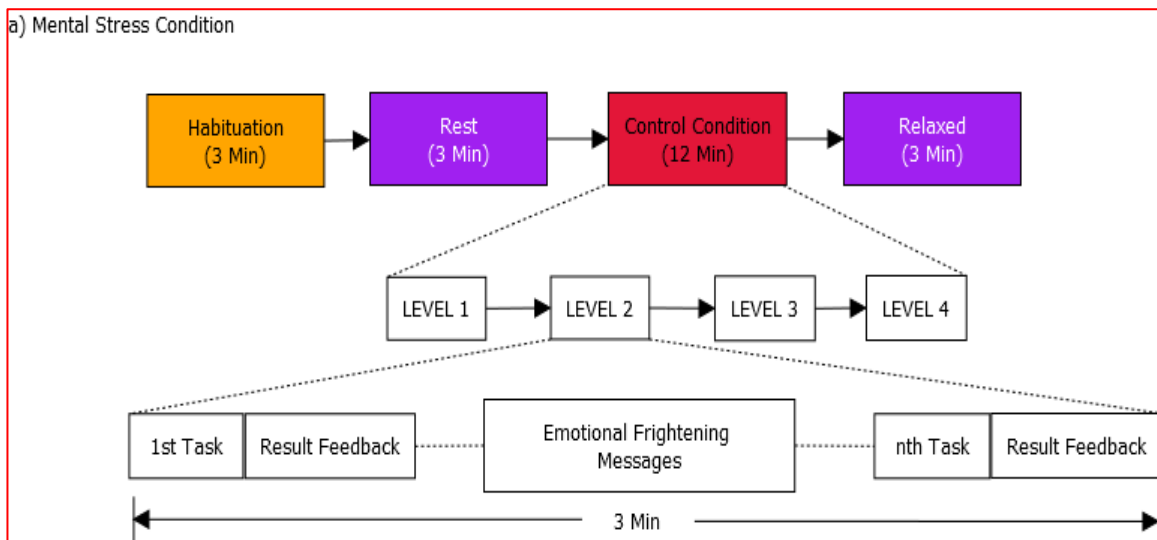 a) Mental Stress Condition
Habituation
(3 Min)
Rest
(3 Min)
Control Condition
(12 Min)
Relaxed
(3 Min)
LEVEL 1
LEVEL 2
LEVEL 3
LEVEL 4
1st Task
Result Feedback
Emotional Frightening
Messages
nth Task
Result Feedback
3 Min